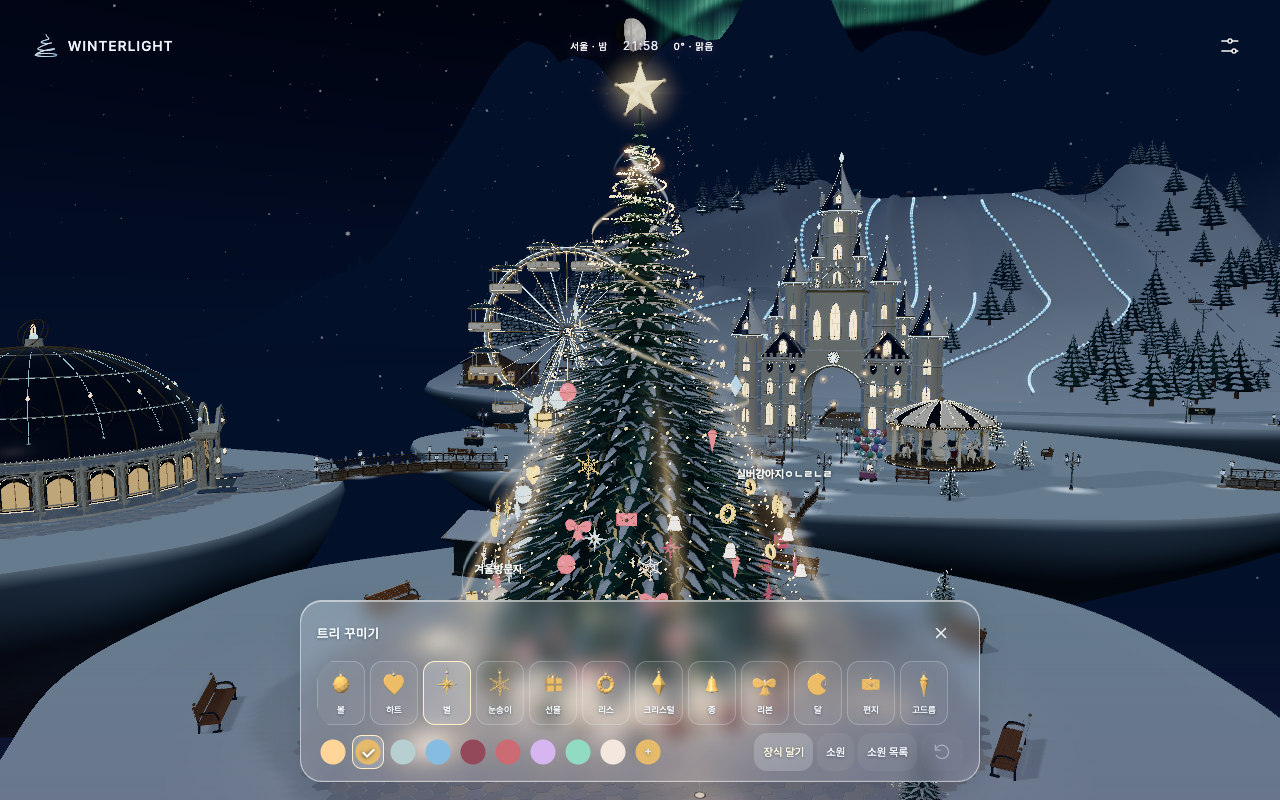 WINTERLIGHT
서울 · 밤 21:58 0° · 맑음
실버강아지ㅇㄴㄹㄴㄹ
겨울방문자
트리 꾸미기
볼 하트 별 눈송이 선물 리스 크리스털 종 리본 달 편지 고드름
장식 달기 소원 소원 목록